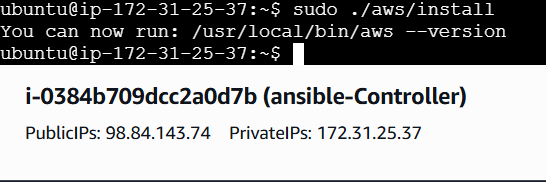 ubuntu@ip-172-31-25-37:~$ sudo ./aws/install
You can now run: /usr/local/bin/aws --version
ubuntu@ip-172-31-25-37:~$
i-0384b709dcc2a0d7b (ansible-Controller)
PublicIPs: 98.84.143.74 PrivateIPs: 172.31.25.37